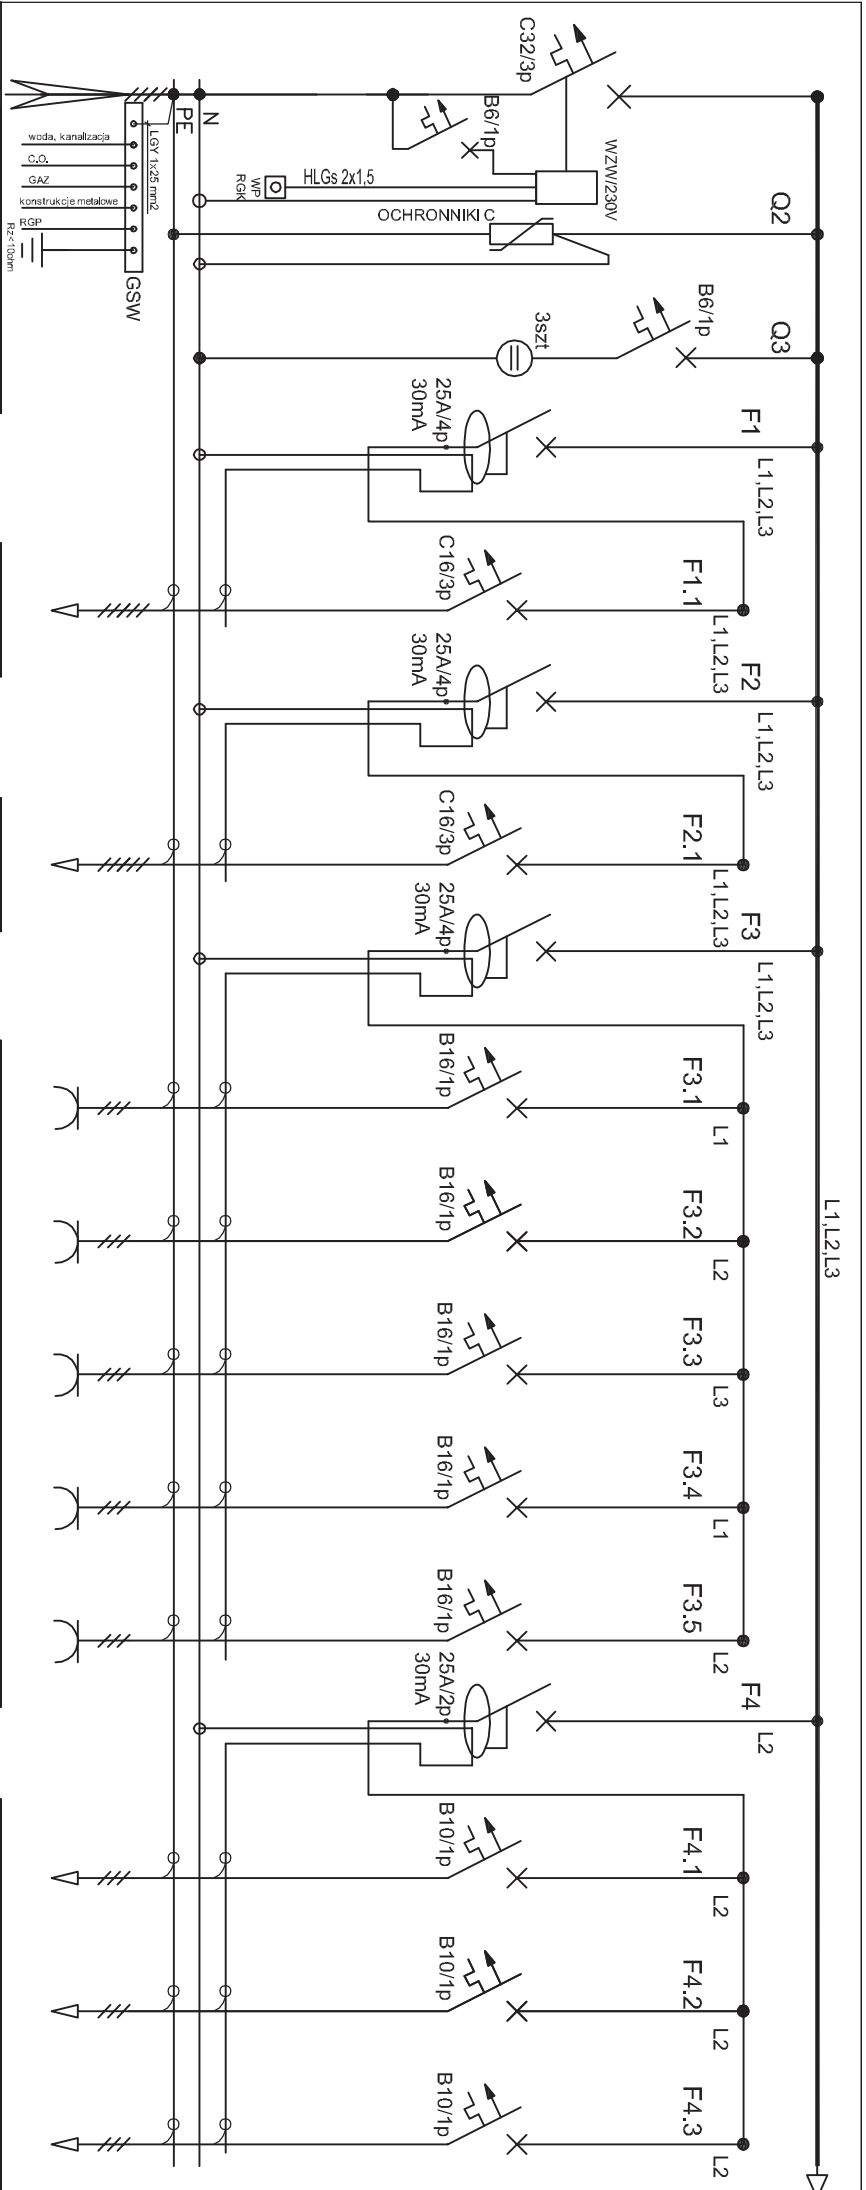 C32/3p
B6/1p
WZW/230V
HLGs 2x1,5
WP
RGK
OCHRONNIKI C
N
PE
LGY 1x25 mm2
woda, kanalizacja
C.O.
GAZ
konstrukcje metalowe
RGP
Rz<10ohm
GSW
Q2
Q3
B6/1p
3szt
F1
L1,L2,L3
25A/4p
30mA
F1.1
L1,L2,L3
C16/3p
F2
L1,L2,L3
25A/4p
30mA
F2.1
L1,L2,L3
C16/3p
F3
L1,L2,L3
25A/4p
30mA
L1,L2,L3
F3.1
L1
B16/1p
F3.2
L2
B16/1p
F3.3
L3
B16/1p
F3.4
L1
B16/1p
F3.5
L2
B16/1p
F4
L2
25A/2p
30mA
F4.1
L2
B10/1p
F4.2
L2
B10/1p
F4.3
L2
B10/1p